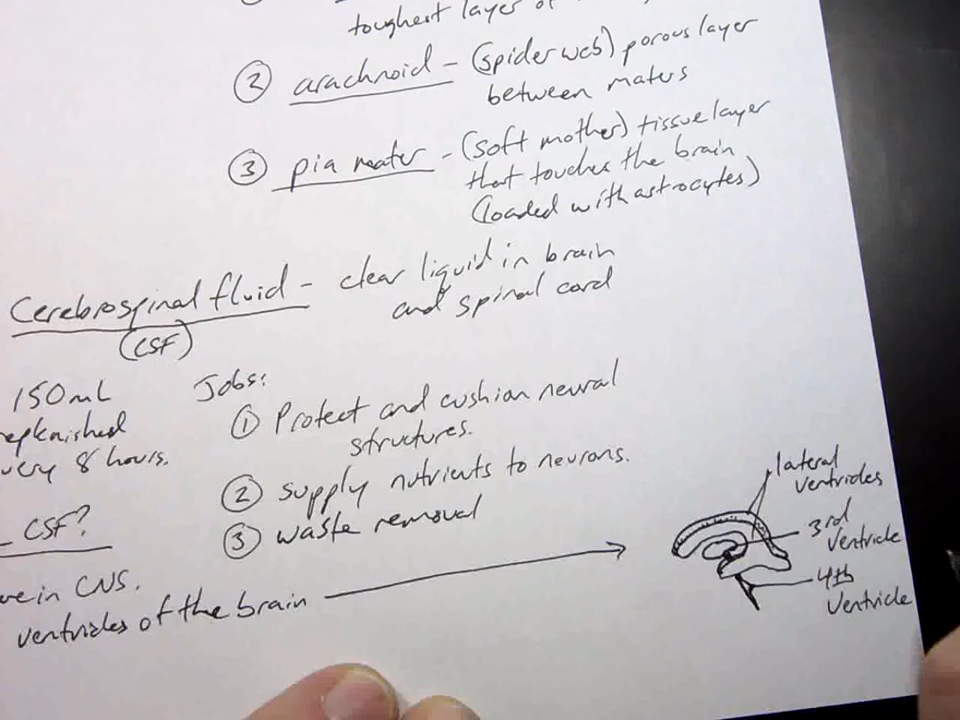 toughest layer of
② arachnoid - (spider web) porous layer
between maters
③ pia mater - (soft mother) tissue layer
that touches the brain
(loaded with astrocytes)
Cerebrospinal fluid - clear liquid in brain
and spinal cord
(CSF)
150mL
replenished
very 8 hours.
Jobs:
① Protect and cushion neural
structures.
② supply nutrients to neurons.
③ waste removal
CSF?
ve in CNS.
ventricles of the brain
lateral
ventricles
3rd
Ventricle
4th
Ventricle